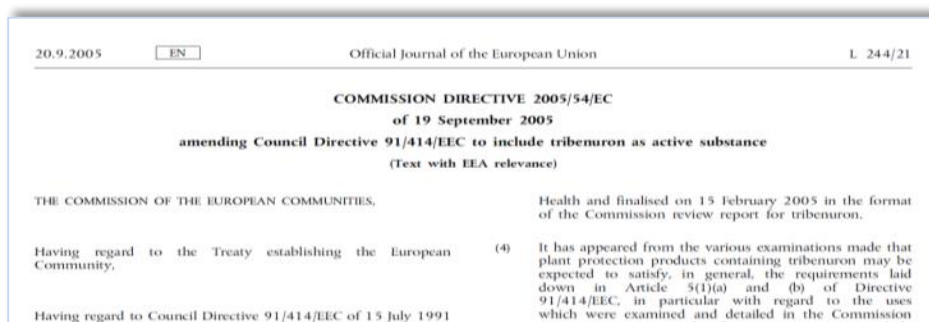 20.9.2005 EN Official Journal of the European Union L 244/21
COMMISSION DIRECTIVE 2005/54/EC
of 19 September 2005
amending Council Directive 91/414/EEC to include tribenuron as active substance
(Text with EEA relevance)
THE COMMISSION OF THE EUROPEAN COMMUNITIES,
Having regard to the Treaty establishing the European
Community,
Having regard to Council Directive 91/414/EEC of 15 July 1991
Health and finalised on 15 February 2005 in the format
of the Commission review report for tribenuron.
(4) It has appeared from the various examinations made that
plant protection products containing tribenuron may be
expected to satisfy, in general, the requirements laid
down in Article 5(1)(a) and (b) of Directive
91/414/EEC, in particular with regard to the uses
which were examined and detailed in the Commission